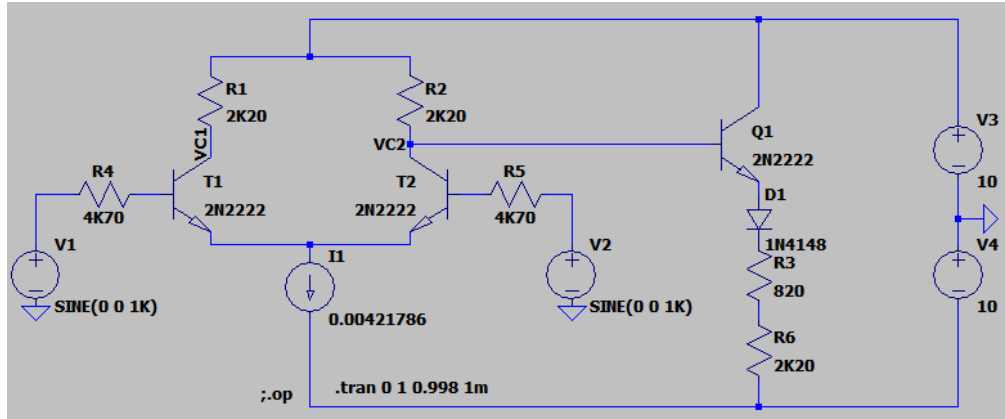 R1
2K20
R2
2K20
VC1
VC2
Q1
2N2222
V3
10
R4
4K70
T1
2N2222
T2
2N2222
R5
4K70
D1
1N4148
V1
SINE(0 0 1K)
I1
0.00421786
V2
SINE(0 0 1K)
R3
820
V4
10
R6
2K20
;.op
.tran 0 1 0.998 1m